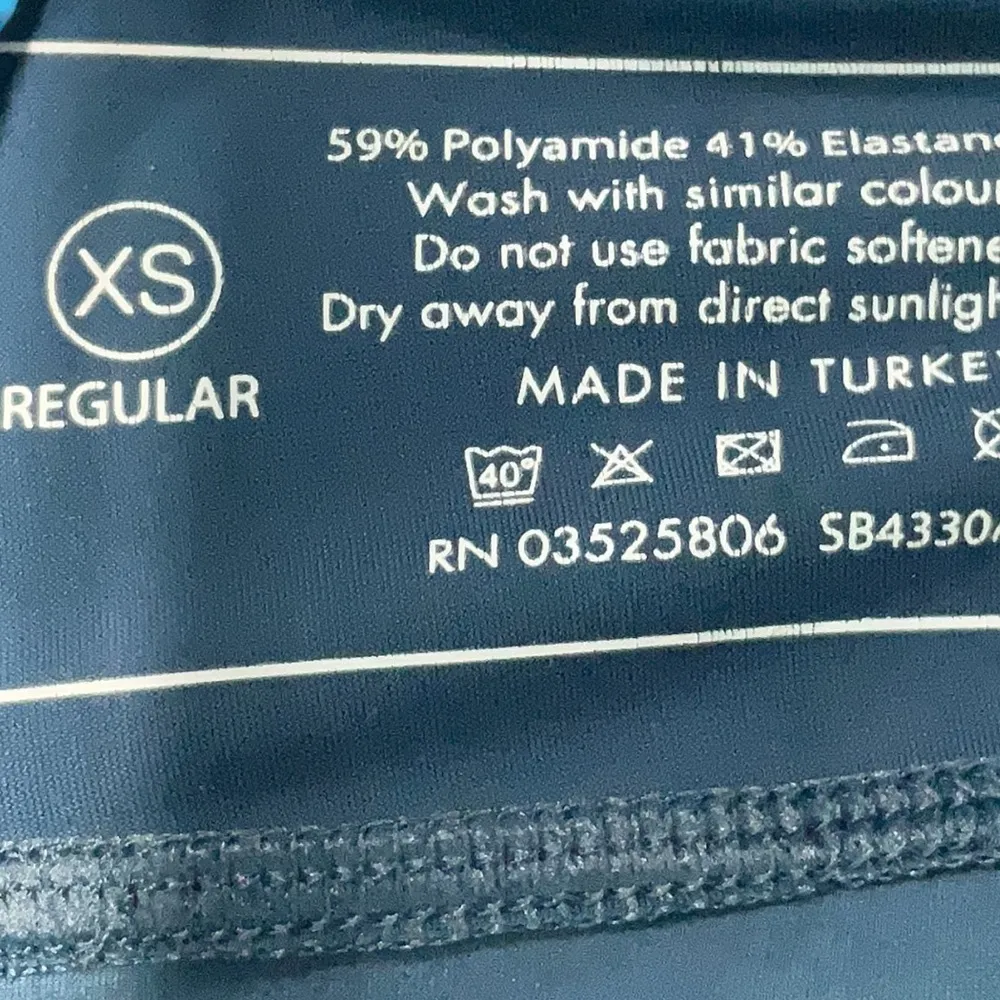 59% Polyamide 41% Elastan
Wash with similar colou
Do not use fabric softene
Dry away from direct sunligh
MADE IN TURKEY
XS
REGULAR
40°
RN 03525806 SB4330